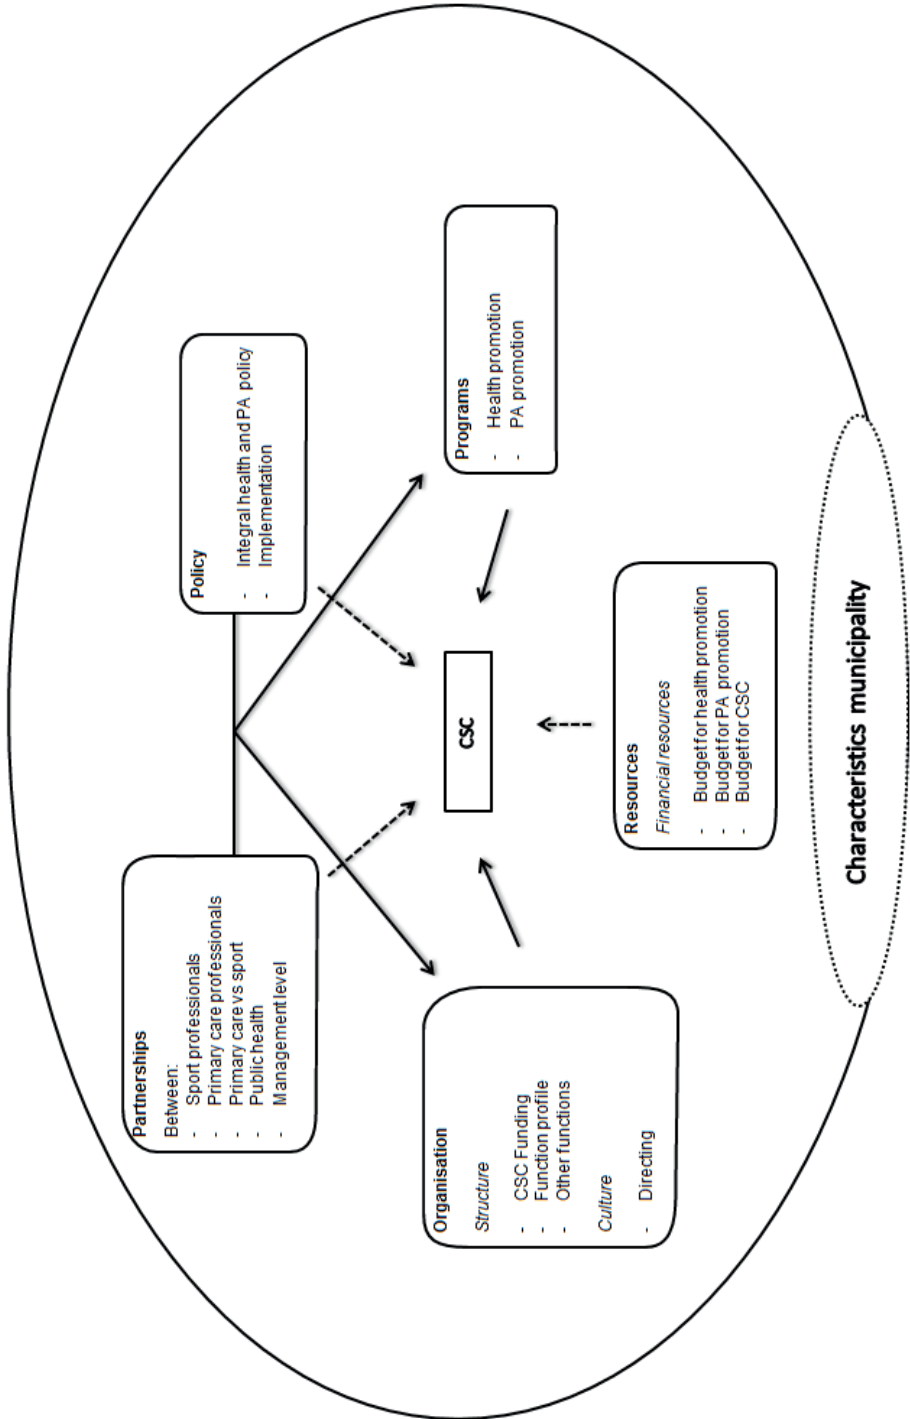 Partnerships
Between:
- Sport professionals
- Primary care professionals
- Primary care vs sport
- Public health
- Management level
Policy
- Integral health and PA policy
- Implementation
Organisation
Structure
- CSC Funding
- Function profile
- Other functions
Culture
- Directing
CSC
Programs
- Health promotion
- PA promotion
Resources
Financial resources
- Budget for health promotion
- Budget for PA promotion
- Budget for CSC
Characteristics municipality